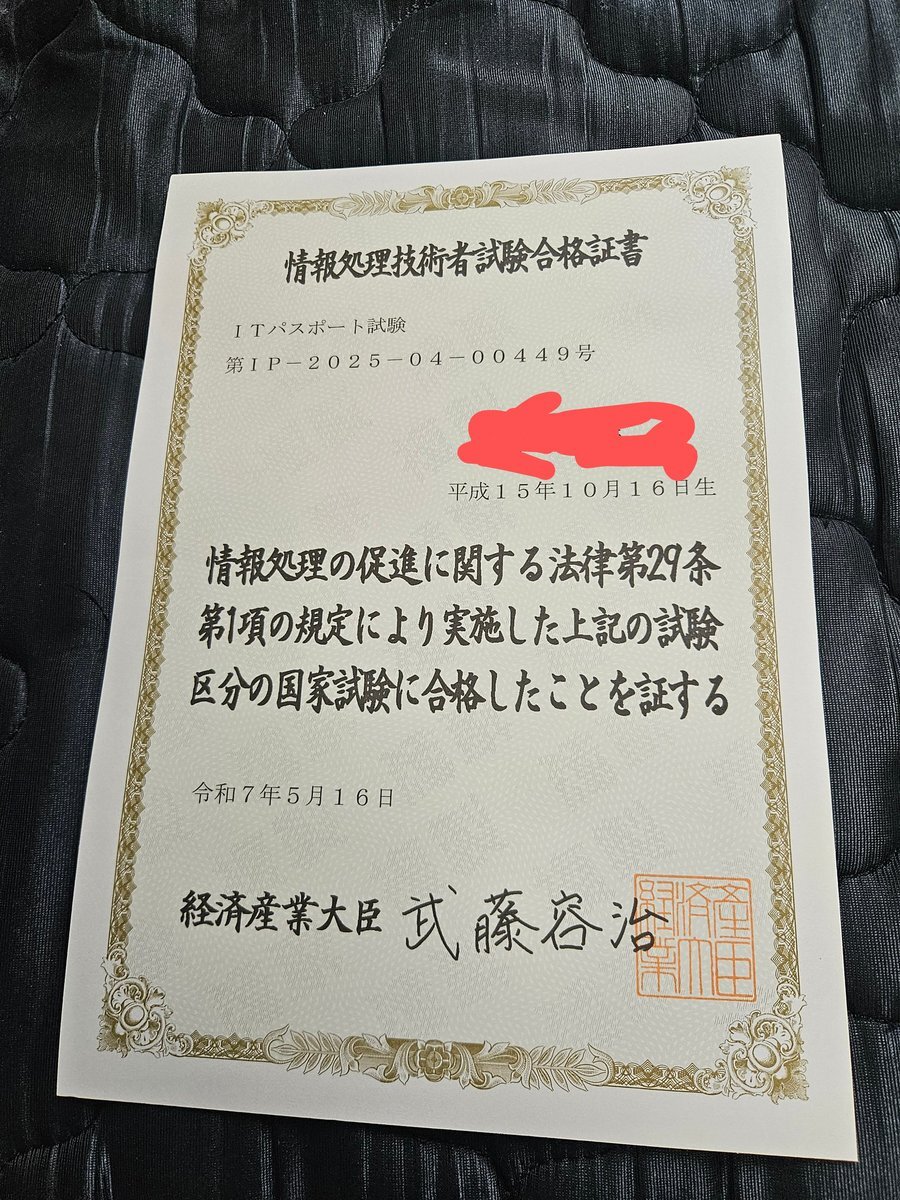 情報処理技術者試験合格証書
ＩＴパスポート試験
第ＩＰ－２０２５－０４－００４４９号
平成１５年１０月１６日生
情報処理の促進に関する法律第29条
第1項の規定により実施した上記の試験
区分の国家試験に合格したことを証する
令和７年５月１６日
経済産業大臣 武藤容治
経済産業大臣